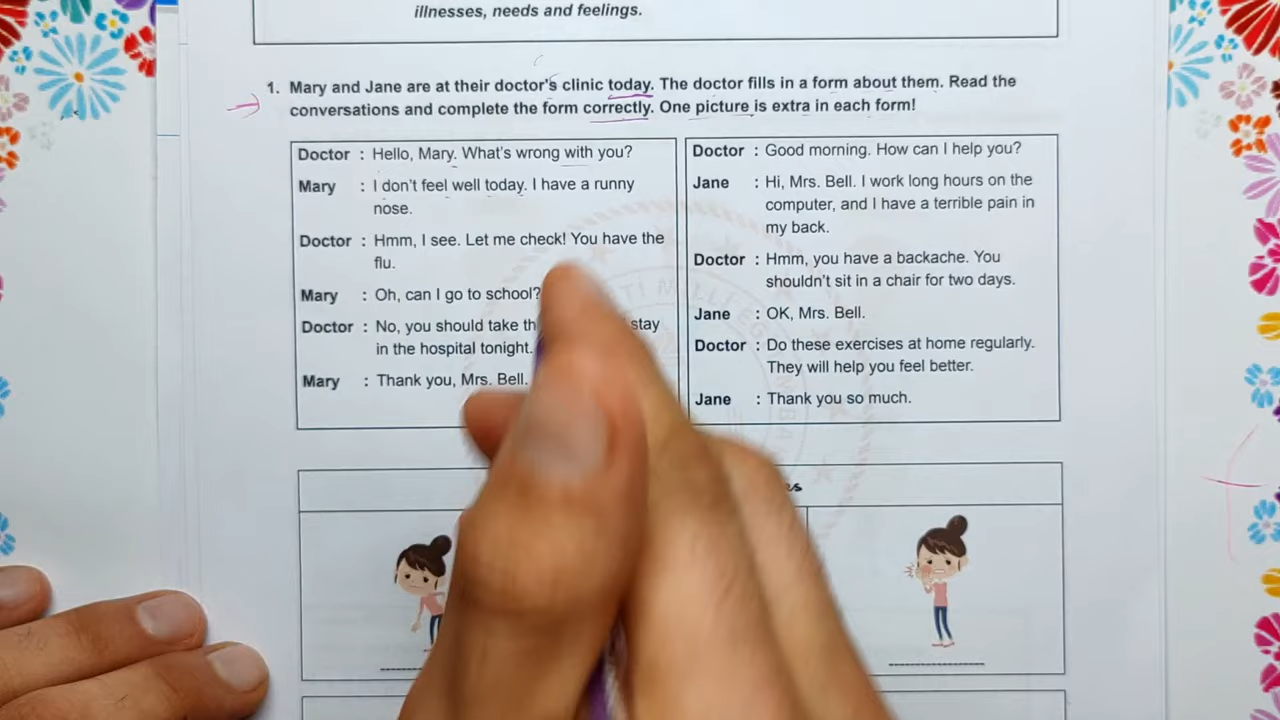 illnesses, needs and feelings.
1. Mary and Jane are at their doctor's clinic today. The doctor fills in a form about them. Read the
conversations and complete the form correctly. One picture is extra in each form!
Doctor : Hello, Mary. What's wrong with you?
Mary : I don't feel well today. I have a runny
nose.
Doctor : Hmm, I see. Let me check! You have the
flu.
Mary : Oh, can I go to school?
Doctor : No, you should take stay
in the hospital tonight.
Mary : Thank you, Mrs. Bell.
Doctor : Good morning. How can I help you?
Jane : Hi, Mrs. Bell. I work long hours on the
computer, and I have a terrible pain in
my back.
Doctor : Hmm, you have a backache. You
shouldn't sit in a chair for two days.
Jane : OK, Mrs. Bell.
Doctor : Do these exercises at home regularly.
They will help you feel better.
Jane : Thank you so much.